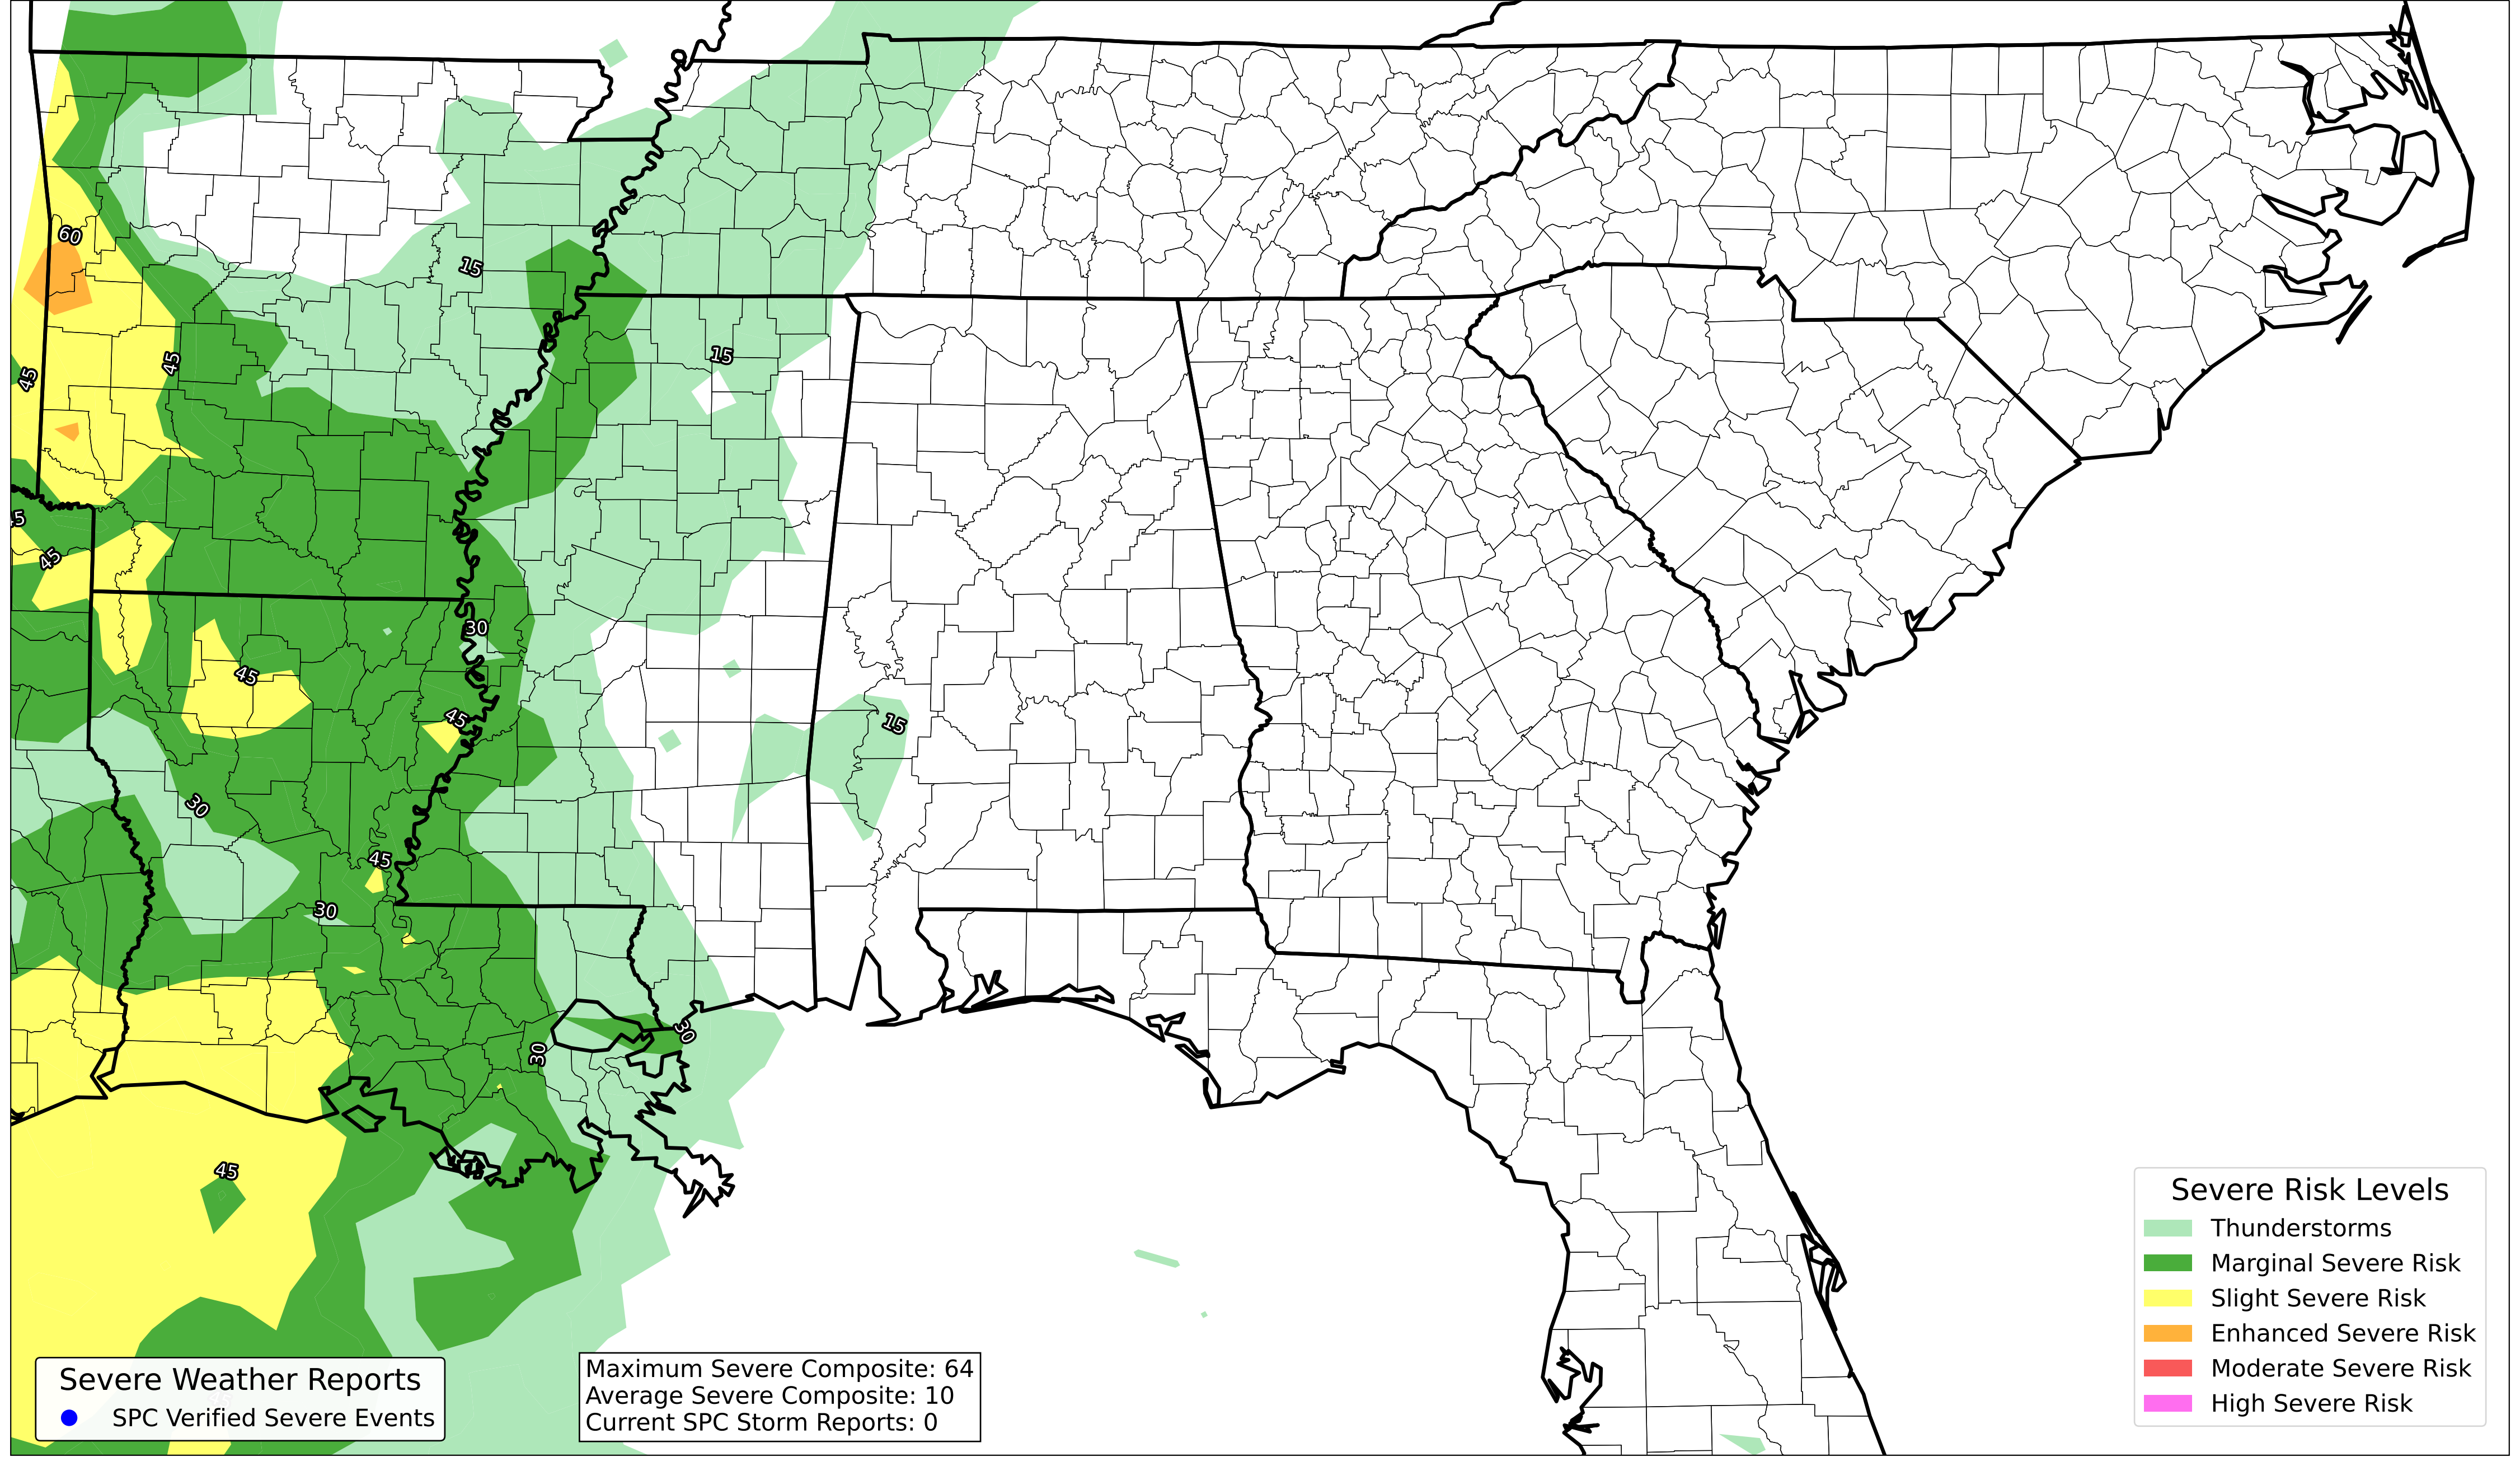 60
15
15
45
45
45
45
30
45
45
15
30
45
30
30
30
45
Severe Risk Levels
Thunderstorms
Marginal Severe Risk
Slight Severe Risk
Enhanced Severe Risk
Moderate Severe Risk
High Severe Risk
Severe Weather Reports
SPC Verified Severe Events
Maximum Severe Composite: 64
Average Severe Composite: 10
Current SPC Storm Reports: 0